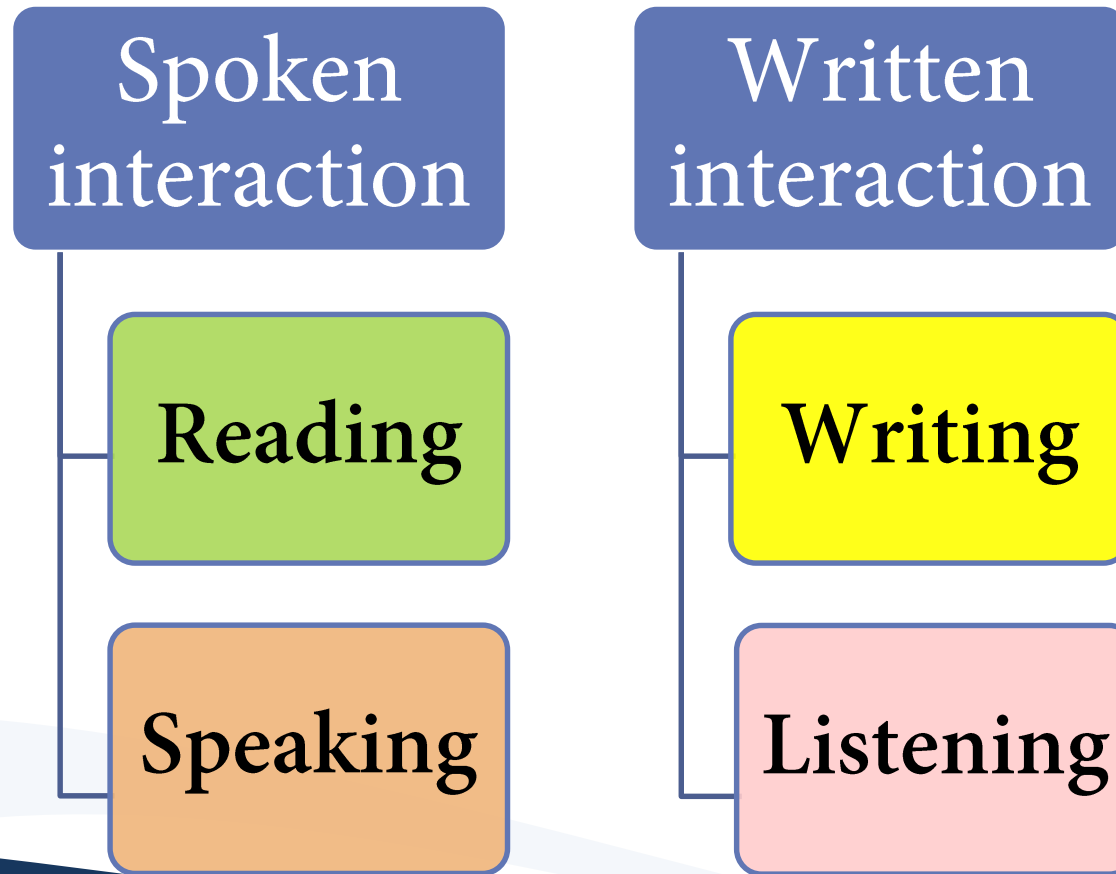 Spoken
interaction
Reading
Speaking
Written
interaction
Writing
Listening